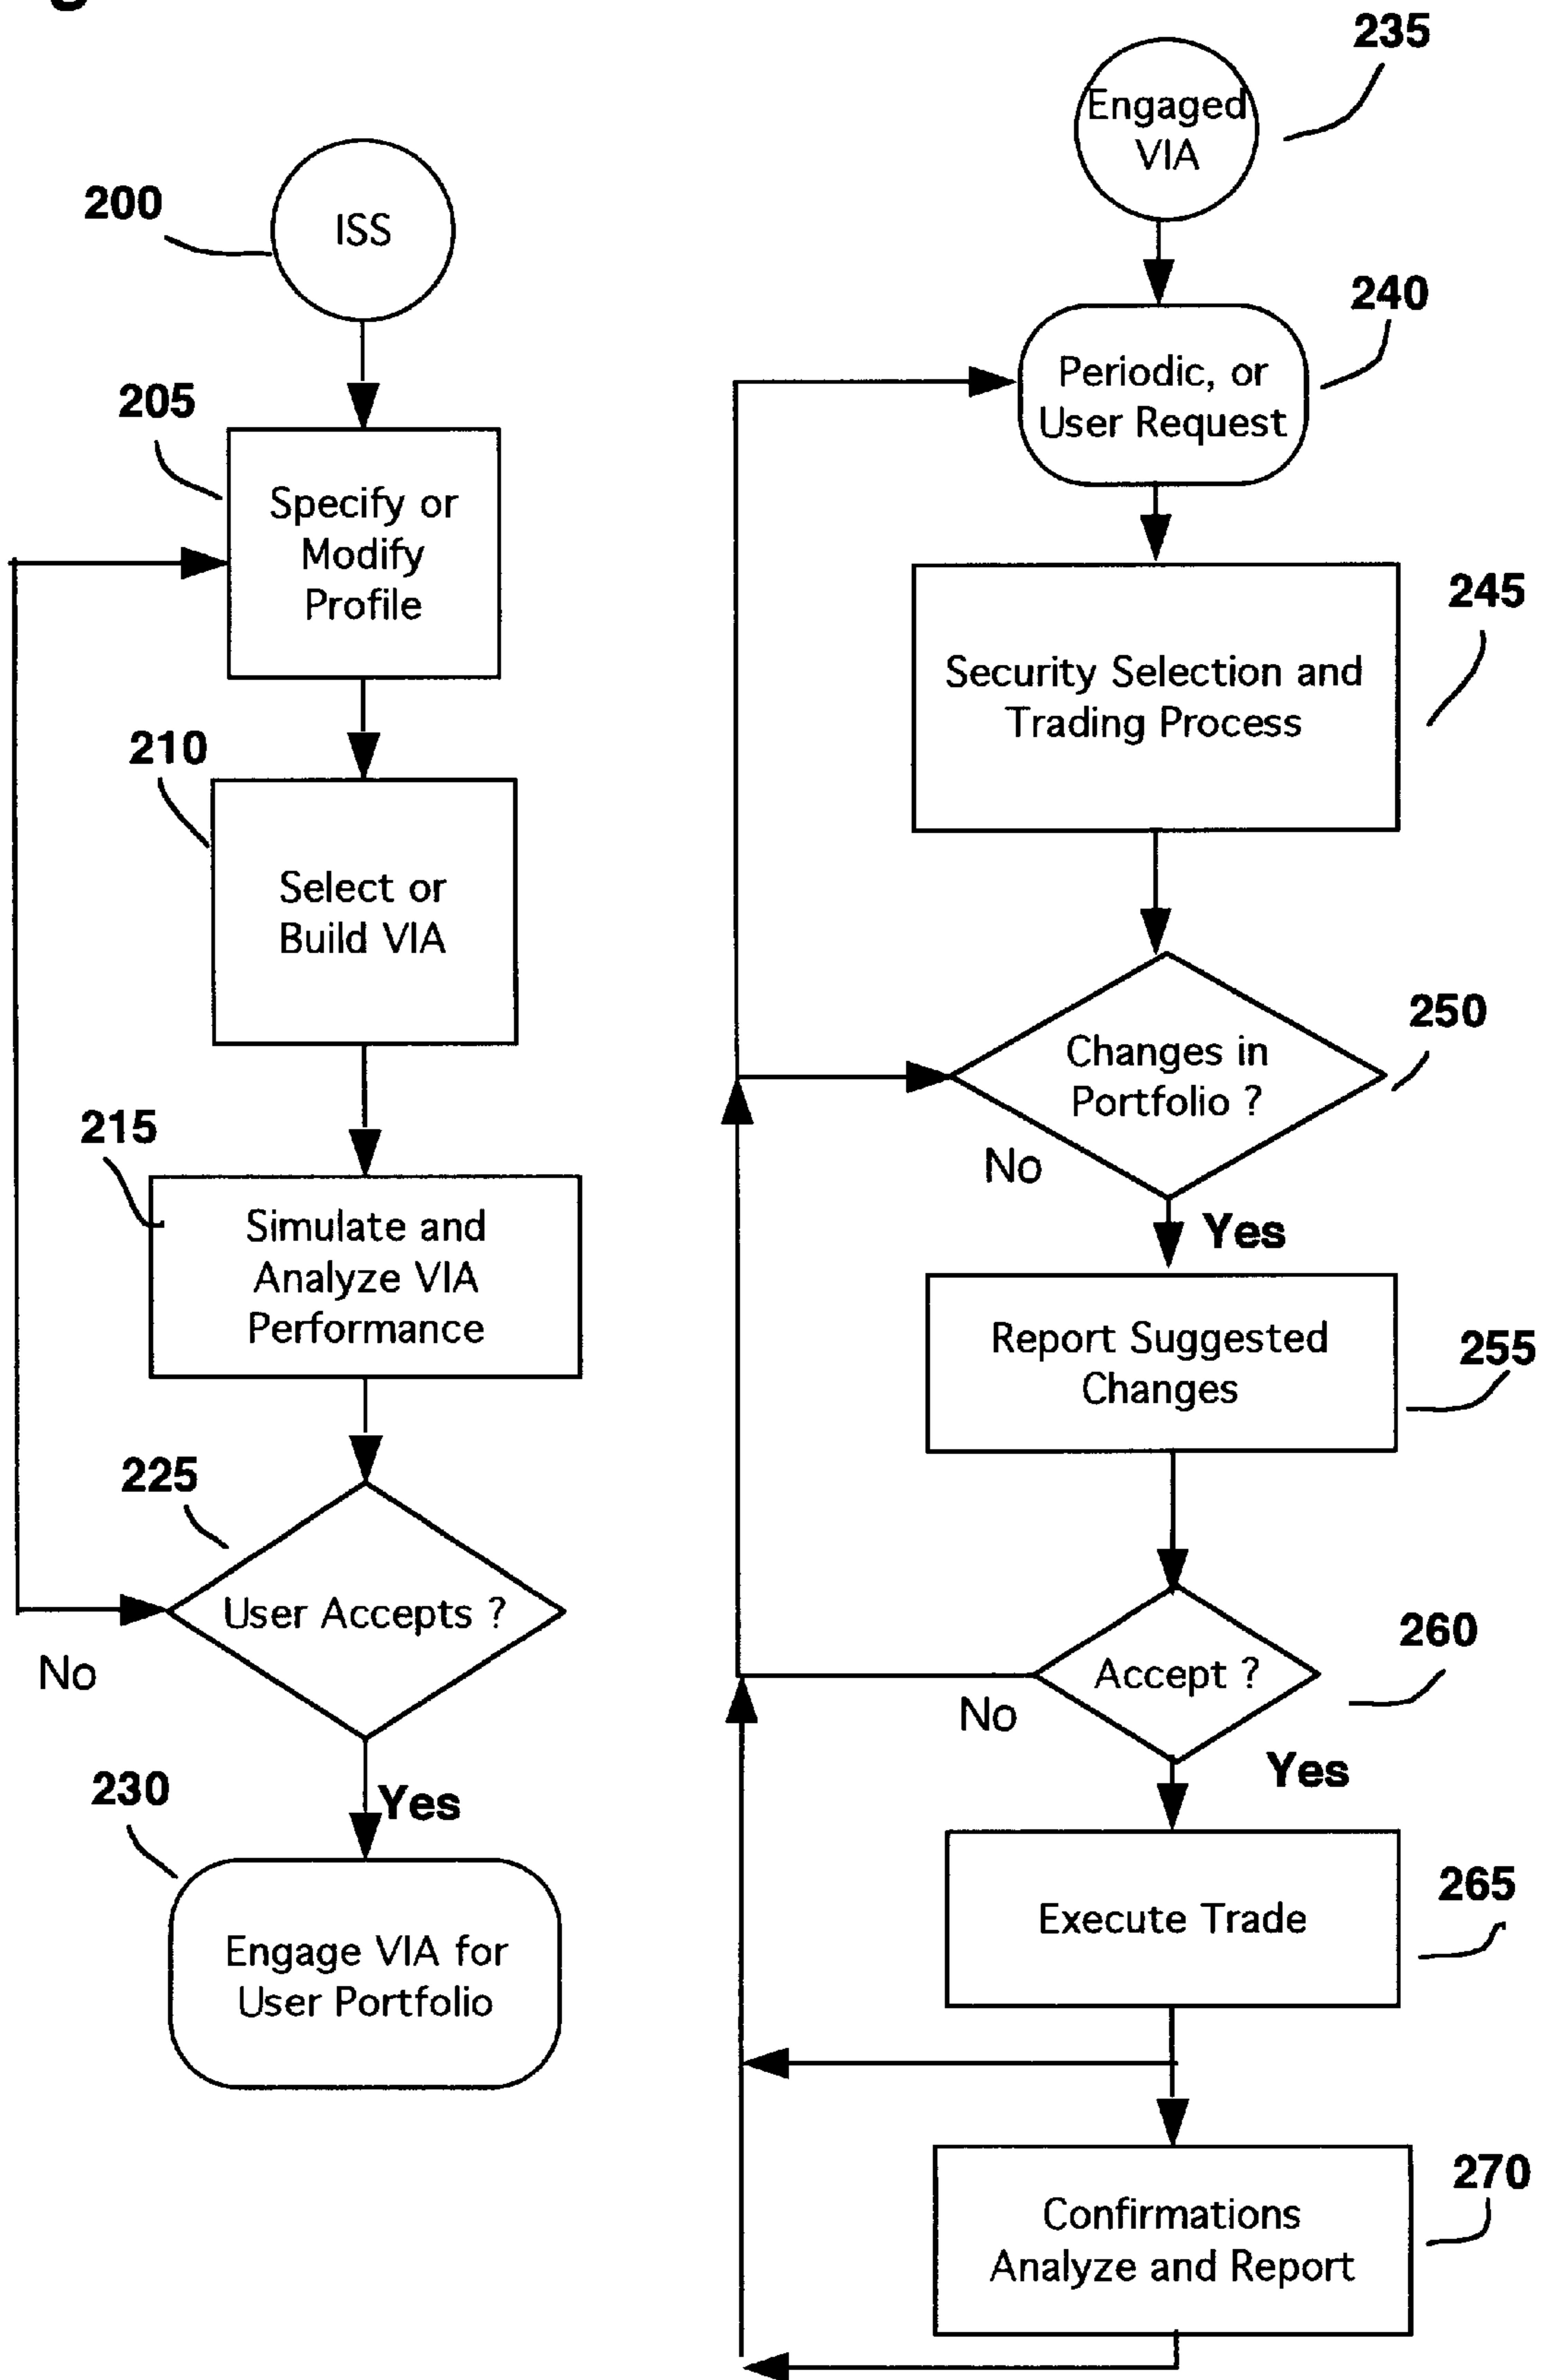 200
ISS
205
Specify or
Modify
Profile
210
Select or
Build VIA
215
Simulate and
Analyze VIA
Performance
225
User Accepts ?
No
Yes
230
Engage VIA for
User Portfolio
235
Engaged
VIA
240
Periodic, or
User Request
245
Security Selection and
Trading Process
250
Changes in
Portfolio ?
No
Yes
255
Report Suggested
Changes
260
Accept ?
No
Yes
265
Execute Trade
270
Confirmations
Analyze and Report